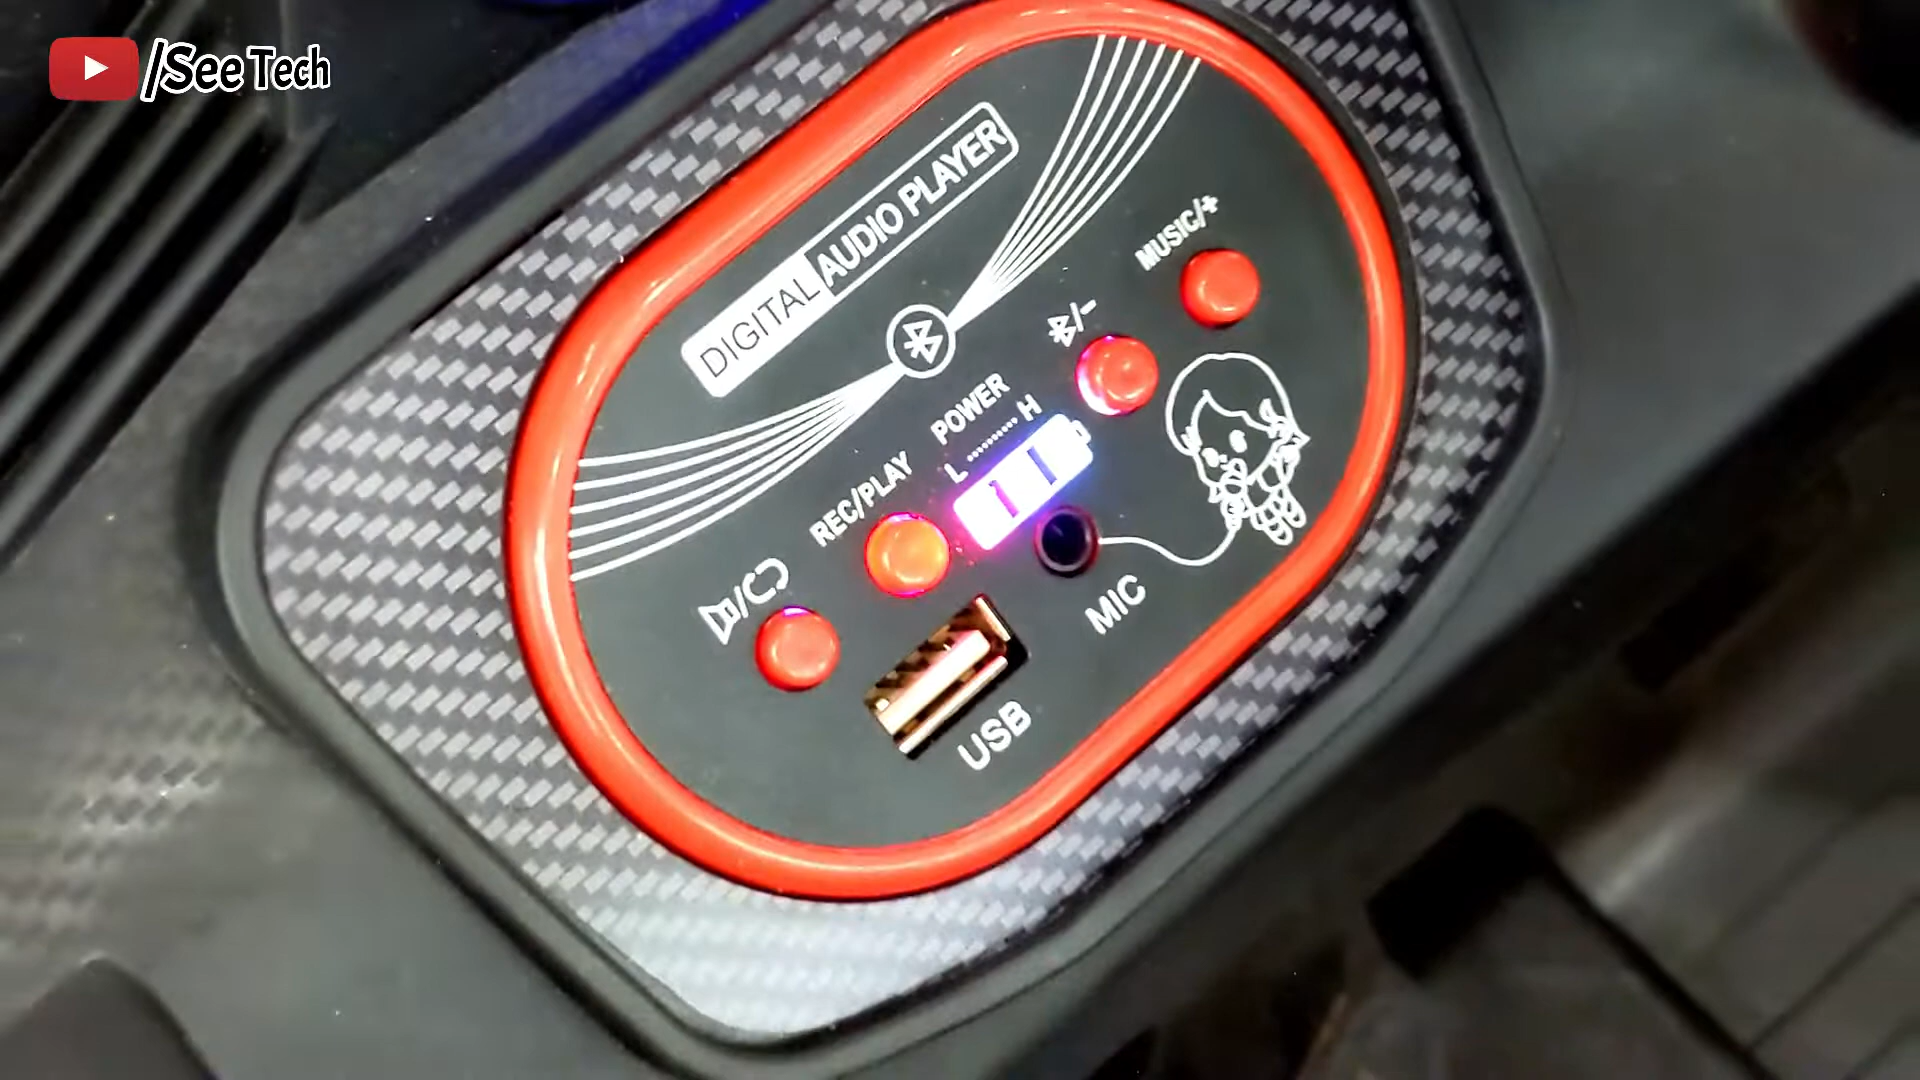 /See Tech
DIGITAL AUDIO PLAYER
MUSIC/+
/-
POWER
L ·········· H
REC/PLAY
MIC
USB